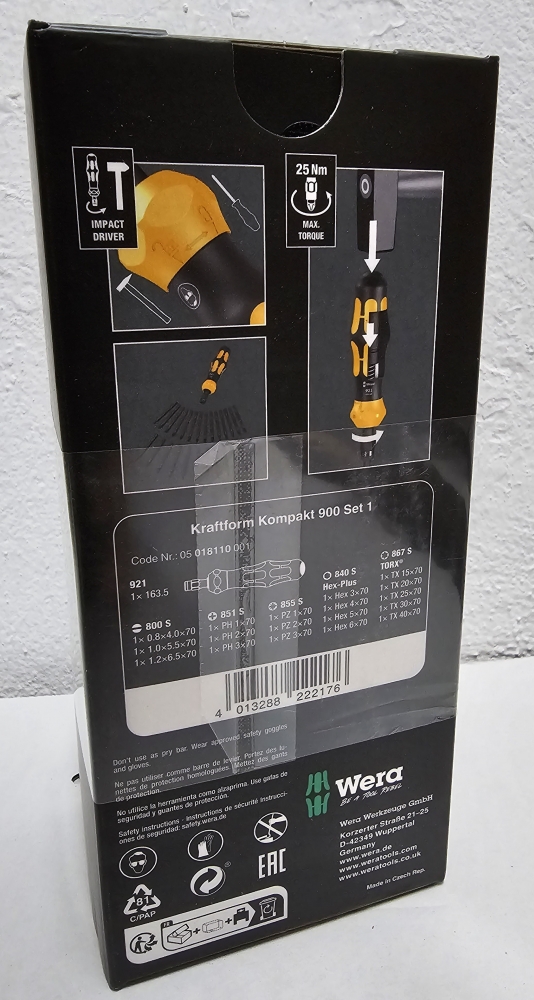 IMPACT
DRIVER
25 Nm
MAX.
TORQUE
Kraftform Kompakt 900 Set 1
Code Nr.: 05 018110 001
921
1× 163.5
800 S
1× 0.8×4.0×70
1× 1.0×5.5×70
1× 1.2×6.5×70
851 S
1× PH 1×70
1× PH 2×70
1× PH 3×70
855 S
1× PZ 1×70
1× PZ 2×70
1× PZ 3×70
840 S
Hex-Plus
1× Hex 3×70
1× Hex 4×70
1× Hex 5×70
1× Hex 6×70
867 S
TORX®
1× TX 15×70
1× TX 20×70
1× TX 25×70
1× TX 30×70
1× TX 40×70
4 013288 222176
Don't use as pry bar. Wear approved safety goggles
and gloves.
Ne pas utiliser comme barre de levier. Portez des lu-
nettes de protection homologuées. Mettez des gants
de protection.
No utilice la herramienta como alzaprima. Use gafas de
seguridad y guantes de protección.
Safety instructions · Instructions de sécurité Instrucci-
ones de seguridad: safety.wera.de
Wera
BE A TOOL REBEL
Wera Werkzeuge GmbH
Korzerter Straße 21-25
D-42349 Wuppertal
Germany
www.wera.de
www.weratools.com
www.weratools.co.uk
Made in Czech Rep.
EAC
81
C/PAP
FR